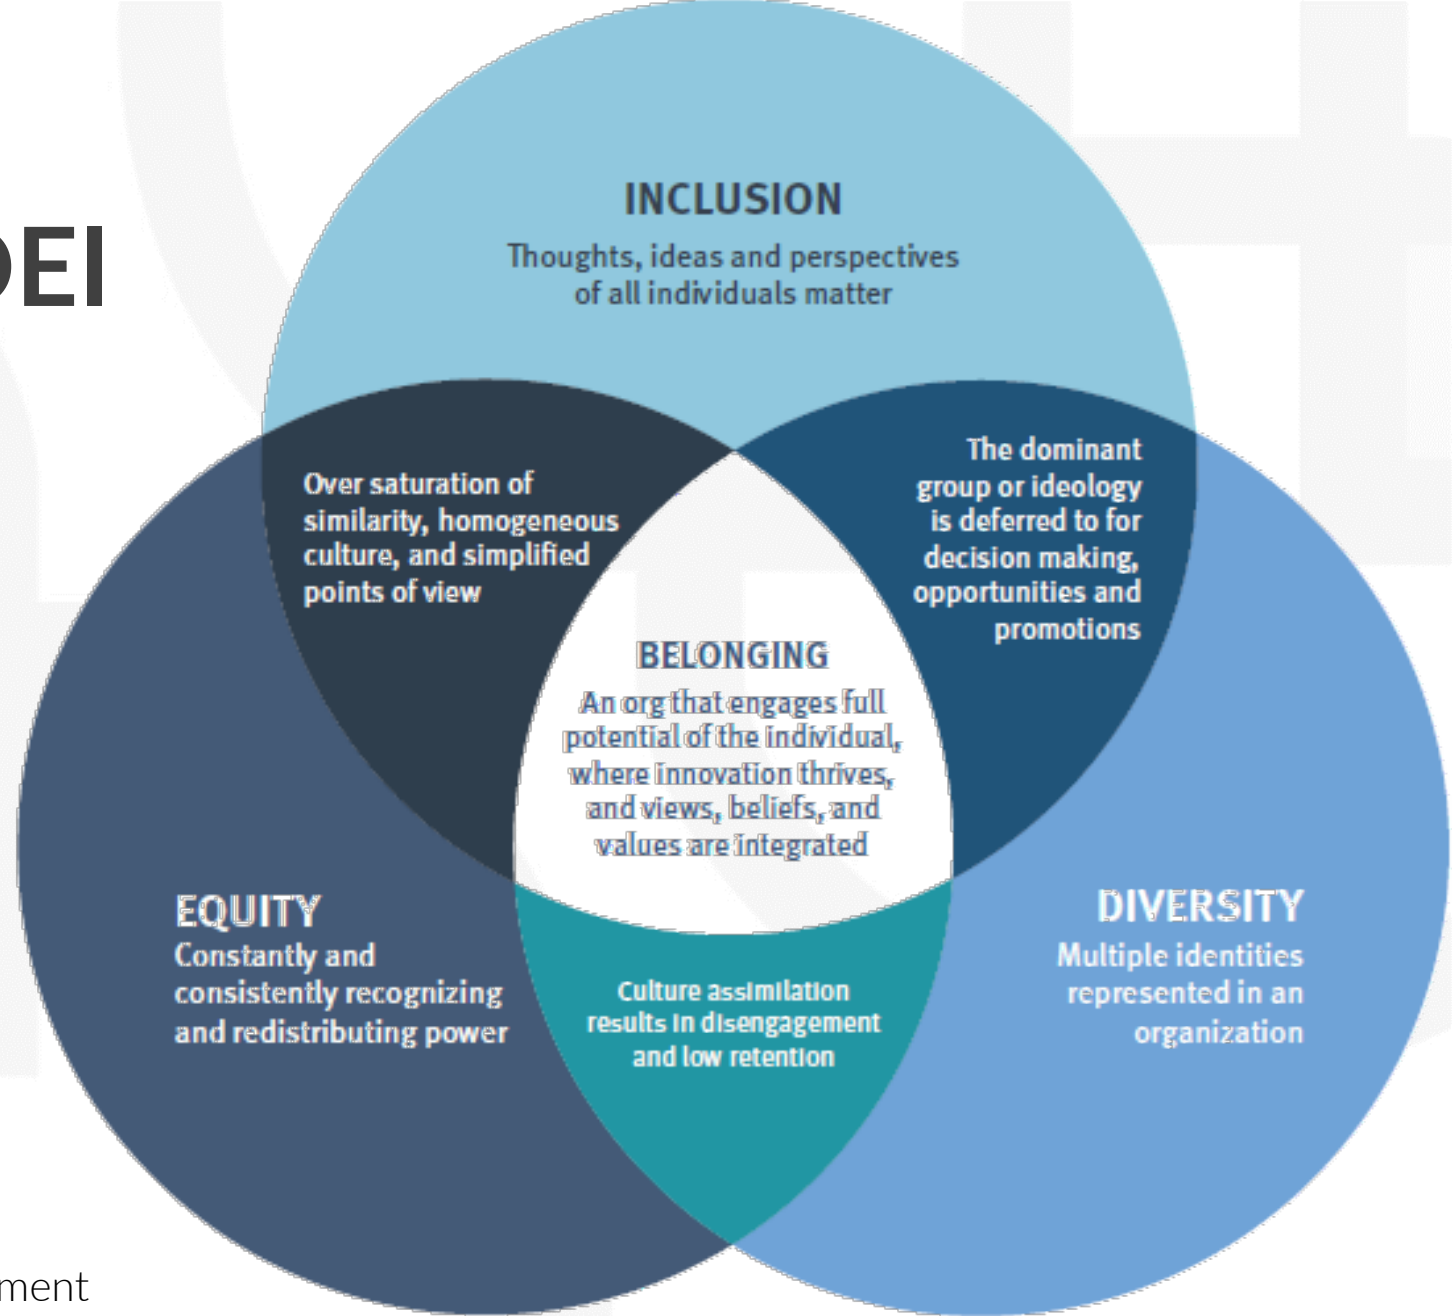 DEI
INCLUSION
Thoughts, ideas and perspectives
of all individuals matter
Over saturation of
similarity, homogeneous
culture, and simplified
points of view
The dominant
group or ideology
is deferred to for
decision making,
opportunities and
promotions
BELONGING
An org that engages full
potential of the individual,
where innovation thrives,
and views, beliefs, and
values are integrated
EQUITY
Constantly and
consistently recognizing
and redistributing power
DIVERSITY
Multiple identities
represented in an
organization
Culture assimilation
results in disengagement
and low retention
ment